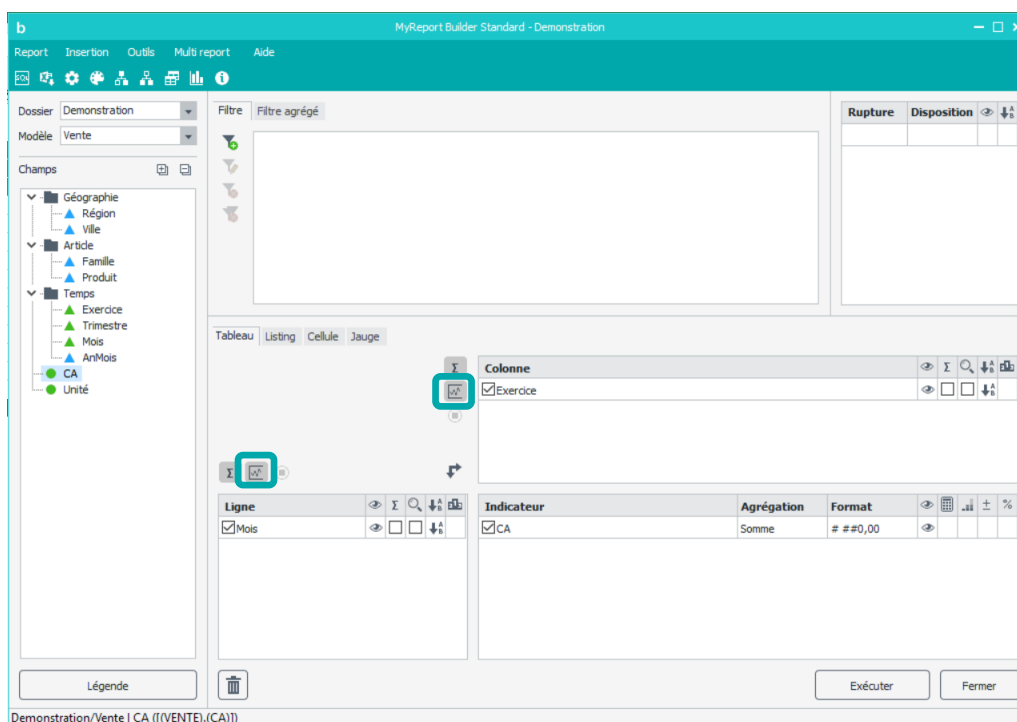 b MyReport Builder Standard - Demonstration
Report Insertion Outils Multi report Aide
Dossier Demonstration
Modèle Vente
Champs
Géographie
Région
Ville
Article
Famille
Produit
Temps
Exercice
Trimestre
Mois
AnMois
CA
Unité
Légende
Filtre Filtre agrégé
Rupture Disposition
Tableau Listing Cellule Jauge
Σ
Colonne Σ
Exercice
Σ
Ligne Σ
Mois
Indicateur Agrégation Format ± %
CA Somme # ##0,00
Exécuter Fermer
Demonstration/Vente | CA ([(VENTE).(CA)])